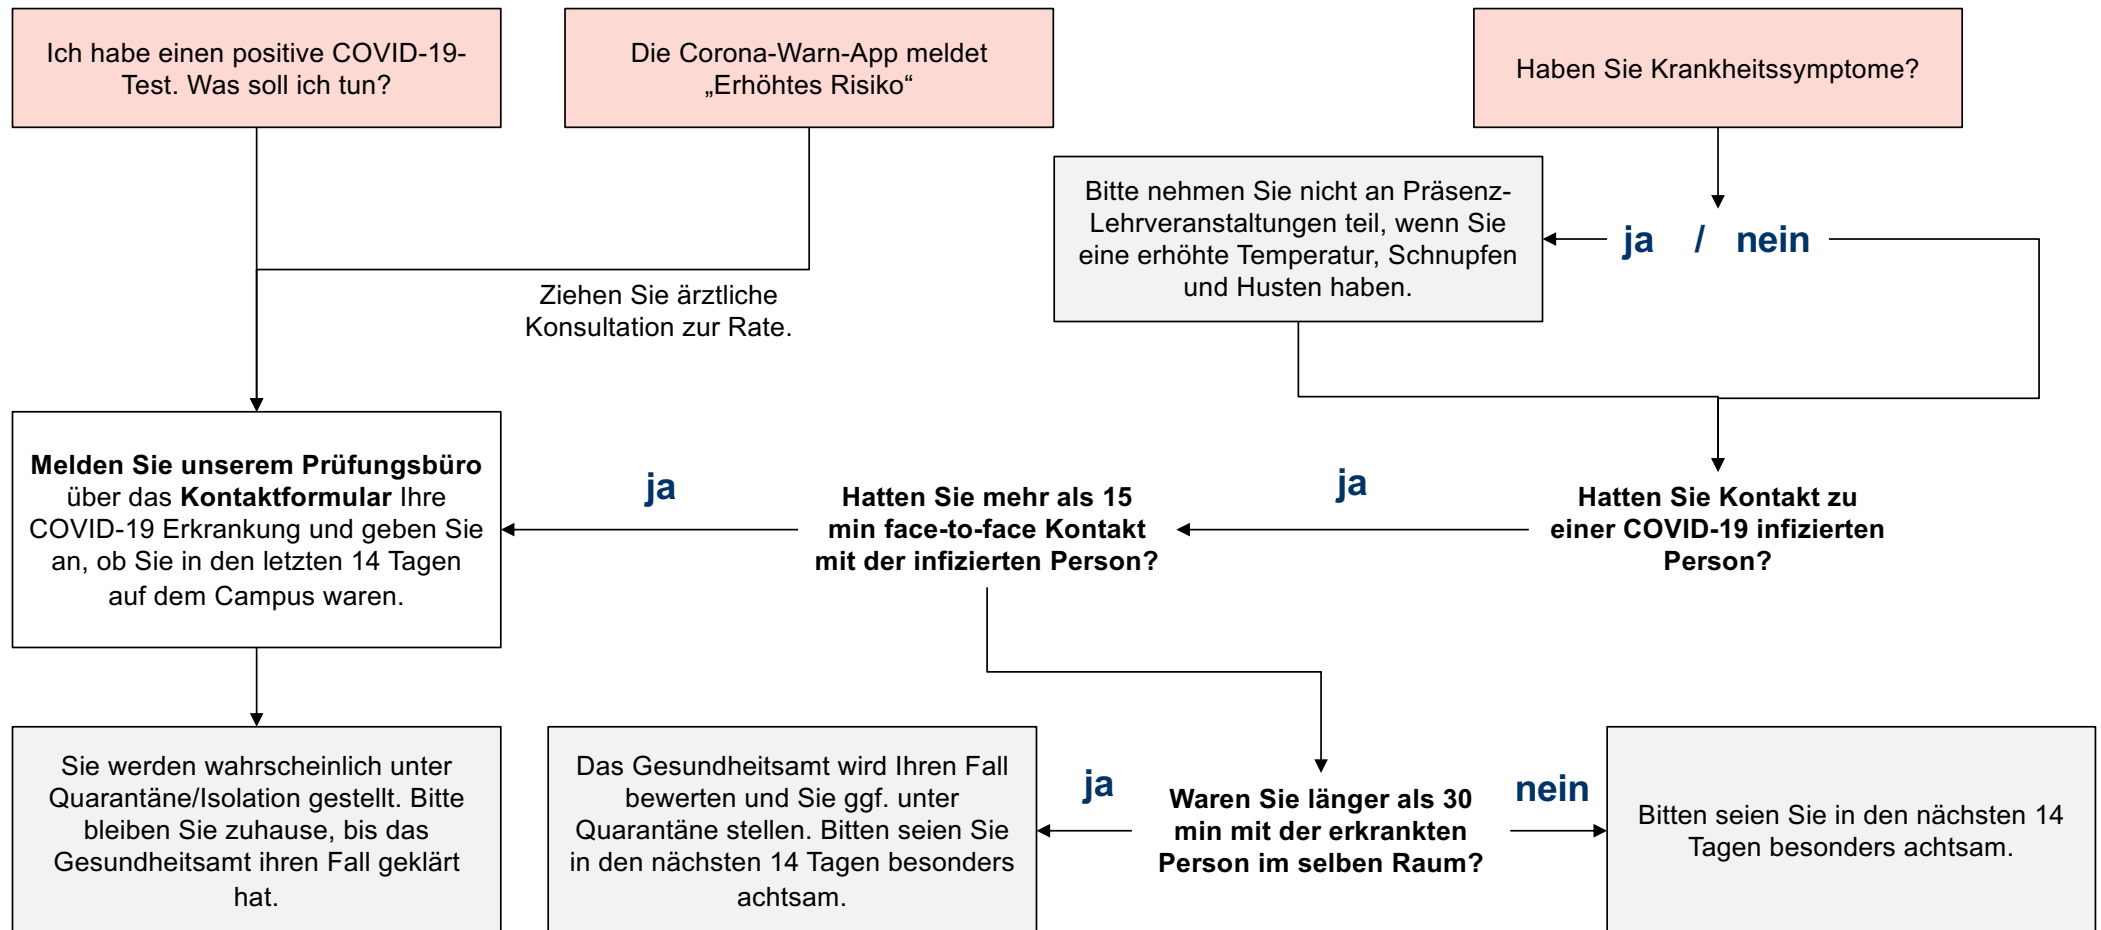 Ich habe einen positive COVID-19-
Test. Was soll ich tun?
Die Corona-Warn-App meldet
„Erhöhtes Risiko“
Haben Sie Krankheitssymptome?
Bitte nehmen Sie nicht an Präsenz-
Lehrveranstaltungen teil, wenn Sie
eine erhöhte Temperatur, Schnupfen
und Husten haben.
ja / nein
Ziehen Sie ärztliche
Konsultation zur Rate.
Melden Sie unserem Prüfungsbüro
über das Kontaktformular Ihre
COVID-19 Erkrankung und geben Sie
an, ob Sie in den letzten 14 Tagen
auf dem Campus waren.
ja
Hatten Sie mehr als 15
min face-to-face Kontakt
mit der infizierten Person?
ja
Hatten Sie Kontakt zu
einer COVID-19 infizierten
Person?
Sie werden wahrscheinlich unter
Quarantäne/Isolation gestellt. Bitte
bleiben Sie zuhause, bis das
Gesundheitsamt ihren Fall geklärt
hat.
Das Gesundheitsamt wird Ihren Fall
bewerten und Sie ggf. unter
Quarantäne stellen. Bitten seien Sie
in den nächsten 14 Tagen besonders
achtsam.
ja
Waren Sie länger als 30
min mit der erkrankten
Person im selben Raum?
nein
Bitten seien Sie in den nächsten 14
Tagen besonders achtsam.